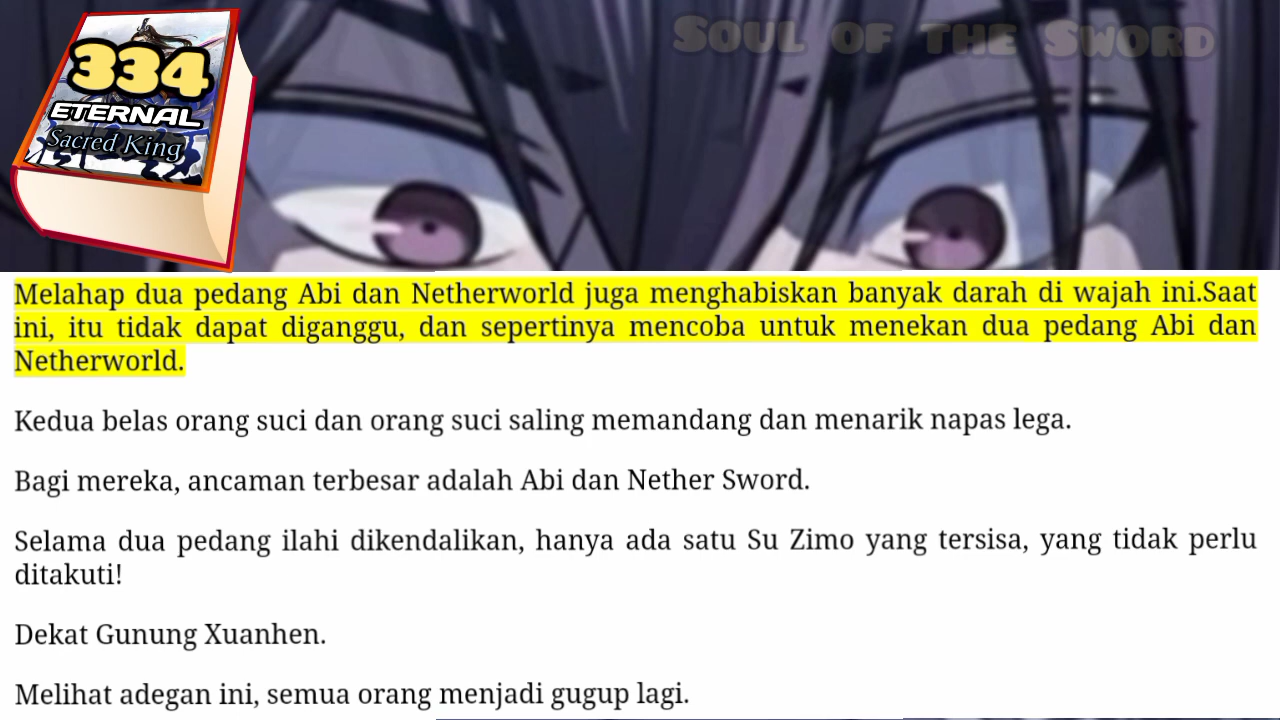 334
ETERNAL
Sacred King
Soul of the Sword
Melahap dua pedang Abi dan Netherworld juga menghabiskan banyak darah di wajah ini.Saat
ini, itu tidak dapat diganggu, dan sepertinya mencoba untuk menekan dua pedang Abi dan
Netherworld.
Kedua belas orang suci dan orang suci saling memandang dan menarik napas lega.
Bagi mereka, ancaman terbesar adalah Abi dan Nether Sword.
Selama dua pedang ilahi dikendalikan, hanya ada satu Su Zimo yang tersisa, yang tidak perlu
ditakuti!
Dekat Gunung Xuanhen.
Melihat adegan ini, semua orang menjadi gugup lagi.